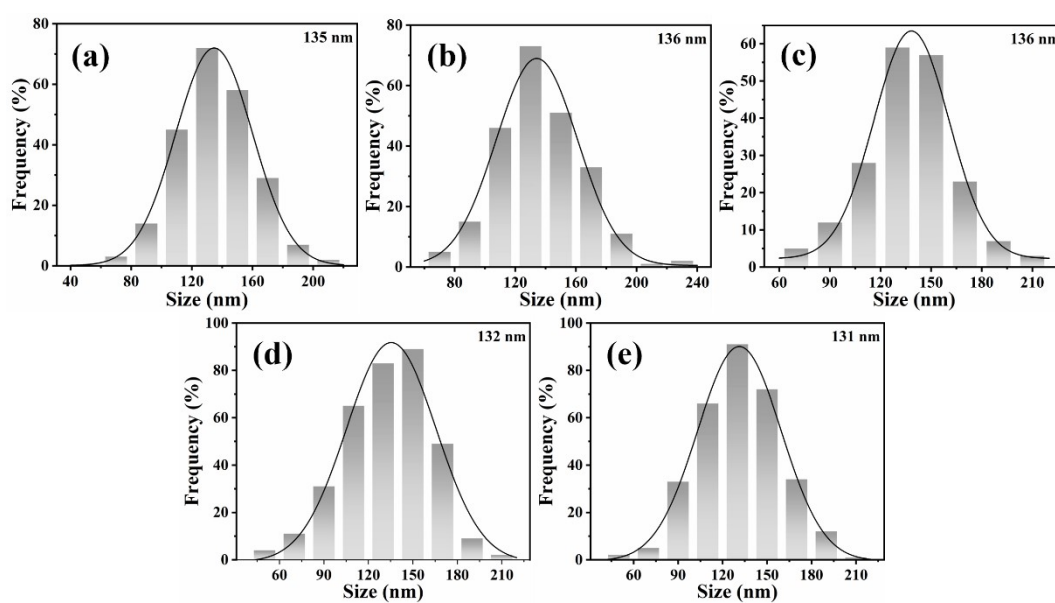 (a)
135 nm
Frequency (%)
80
60
40
20
0
40 80 120 160 200
Size (nm)
(b)
136 nm
Frequency (%)
80
60
40
20
0
80 120 160 200 240
Size (nm)
(c)
136 nm
Frequency (%)
60
50
40
30
20
10
0
60 90 120 150 180 210
Size (nm)
(d)
132 nm
Frequency (%)
100
80
60
40
20
0
60 90 120 150 180 210
Size (nm)
(e)
131 nm
Frequency (%)
100
80
60
40
20
0
60 90 120 150 180 210
Size (nm)